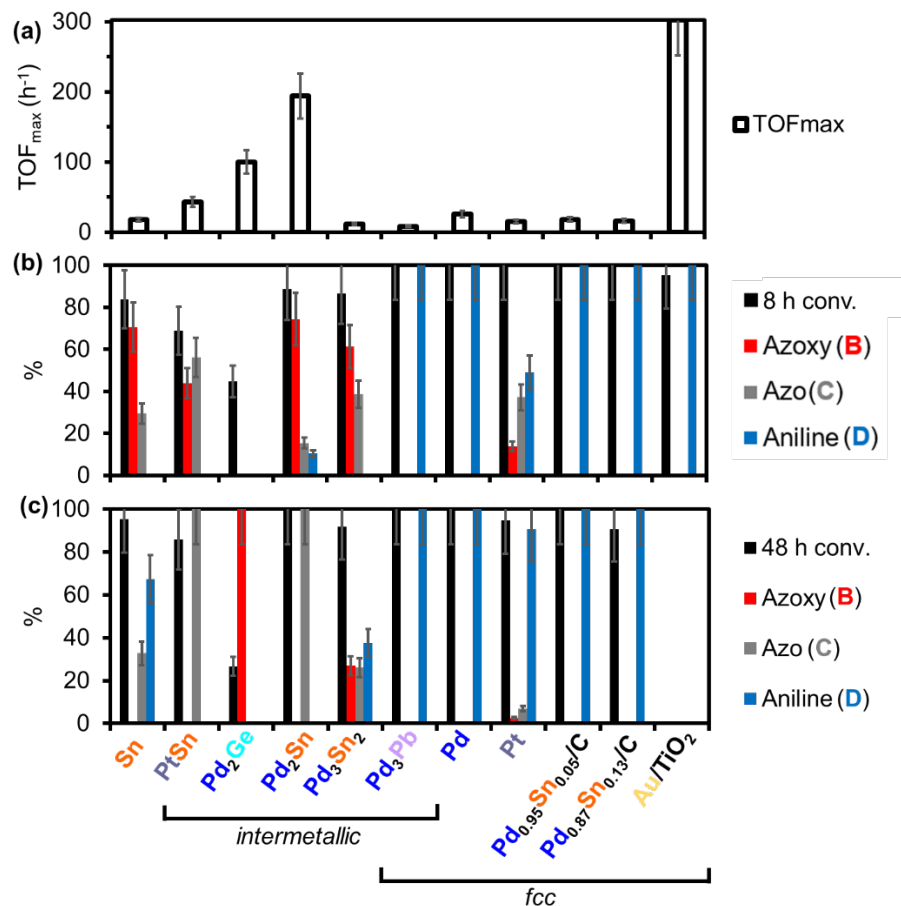 (a)
300
200
100
0
TOFmax (h-1)
TOFmax
(b)
100
80
60
40
20
0
%
8 h conv.
Azoxy (B)
Azo (C)
Aniline (D)
(c)
100
80
60
40
20
0
%
48 h conv.
Azoxy (B)
Azo (C)
Aniline (D)
Sn
PtSn
Pd2Ge
Pd2Sn
Pd3Sn2
Pd3Pb
Pd
Pt
Pd0.95Sn0.05/C
Pd0.87Sn0.13/C
Au/TiO2
intermetallic
fcc